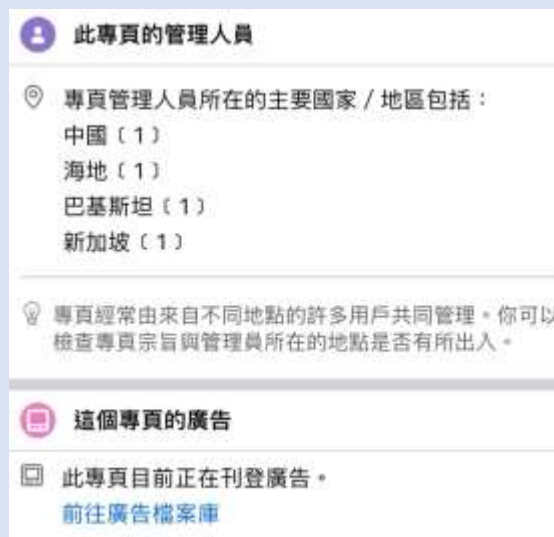 此專頁的管理人員
專頁管理人員所在的主要國家/地區包括：
中國（1）
海地（1）
巴基斯坦（1）
新加坡（1）
專頁經常由來自不同地點的許多用戶共同管理。你可以
檢查專頁宗旨與管理員所在的地點是否有所出入。
這個專頁的廣告
此專頁目前正在刊登廣告。
前往廣告檔案庫